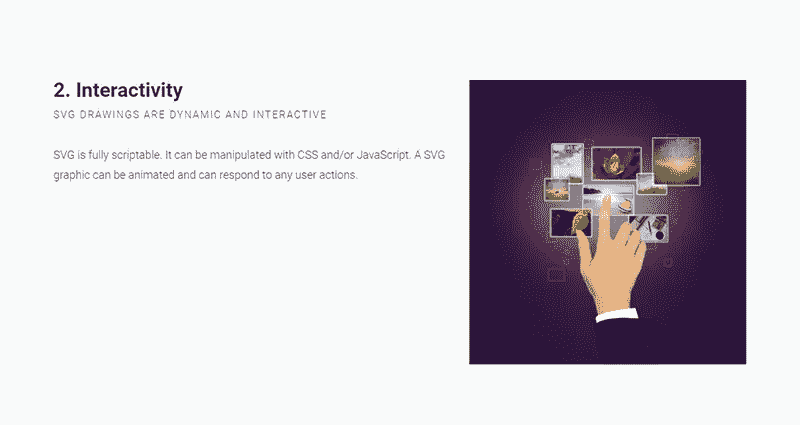 2. Interactivity
SVG DRAWINGS ARE DYNAMIC AND INTERACTIVE
SVG is fully scriptable. It can be manipulated with CSS and/or JavaScript. A SVG
graphic can be animated and can respond to any user actions.